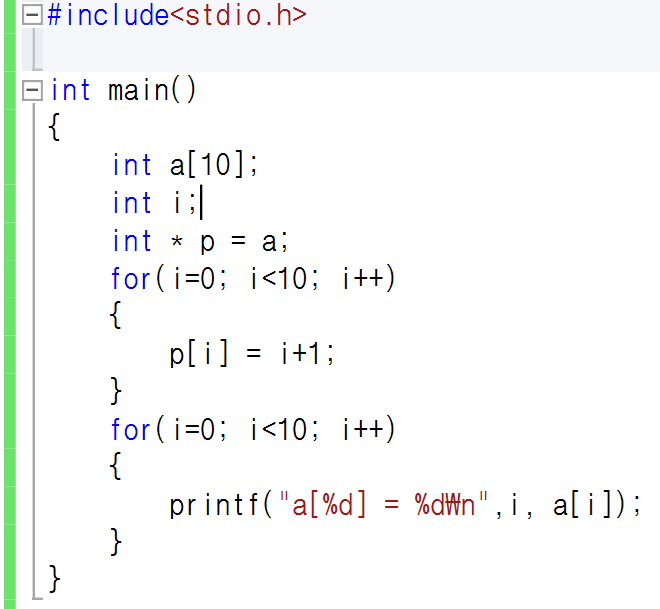 #include<stdio.h>
int main()
{
int a[10];
int i;
int * p = a;
for(i=0; i<10; i++)
{
p[i] = i+1;
}
for(i=0; i<10; i++)
{
printf("a[%d] = %d₩n",i, a[i]);
}
}